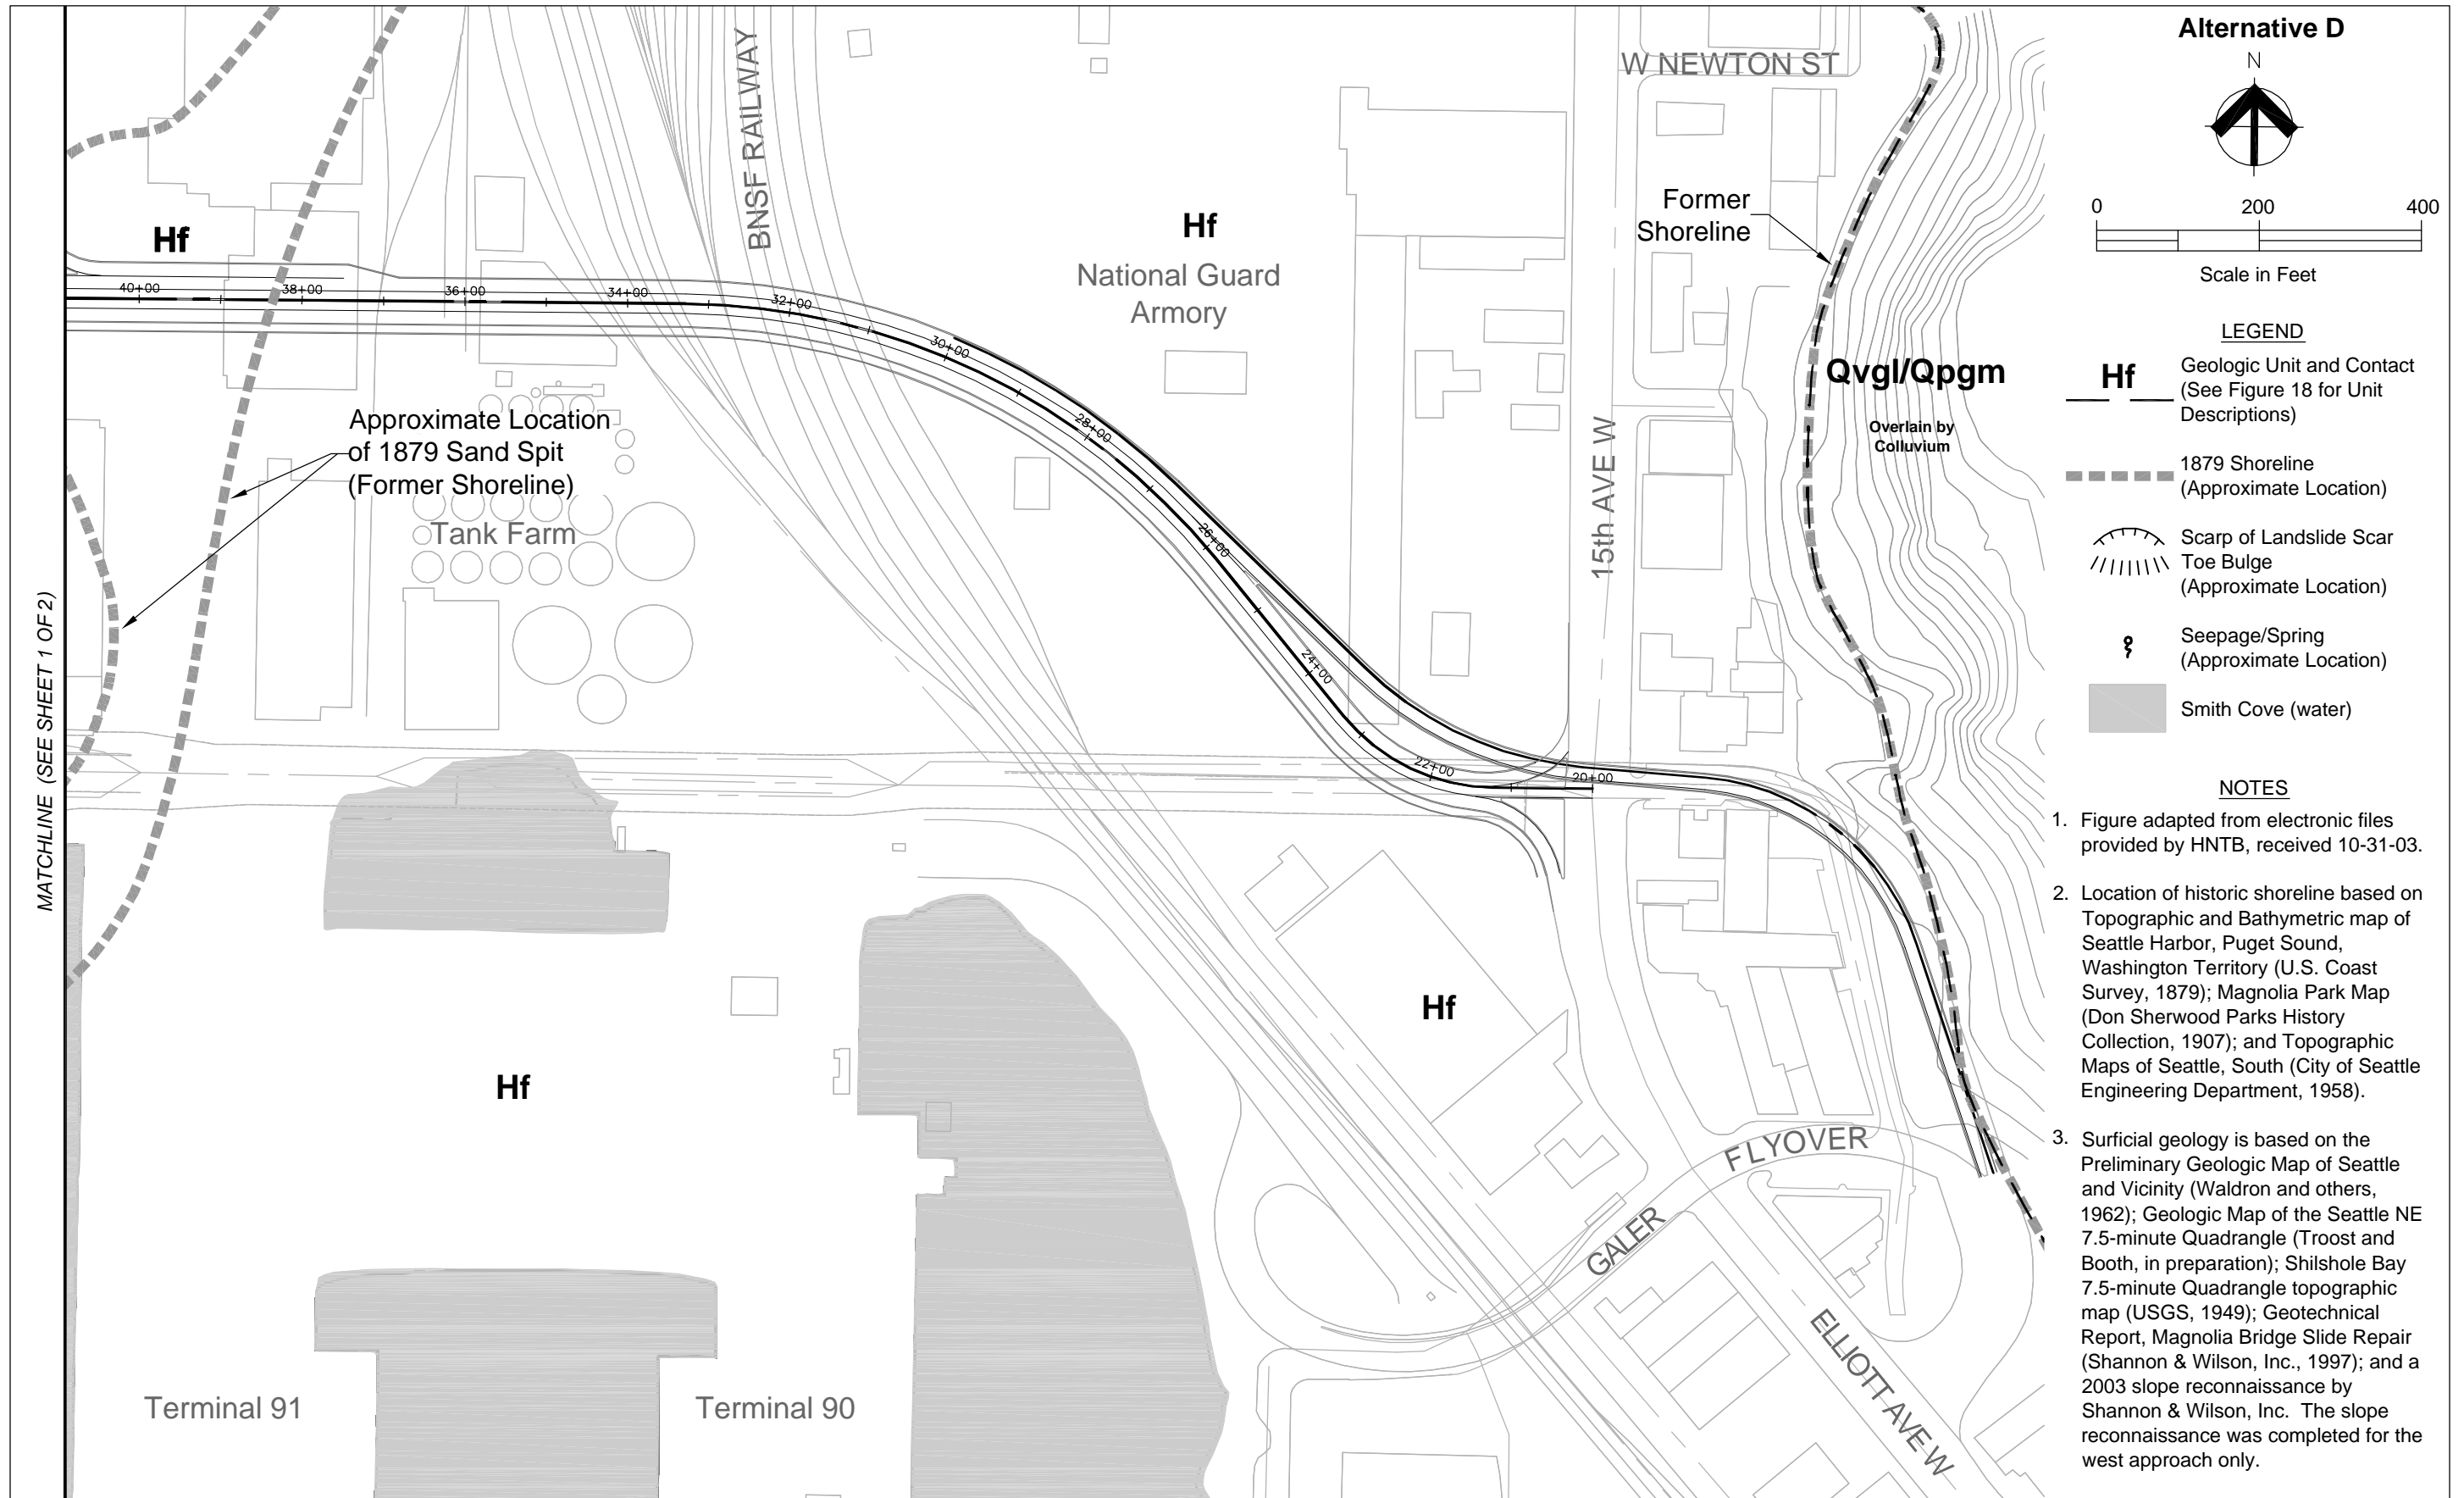 Alternative D
N
0 200 400
Scale in Feet
LEGEND
Hf
Geologic Unit and Contact
(See Figure 18 for Unit
Descriptions)
1879 Shoreline
(Approximate Location)
Scarp of Landslide Scar
Toe Bulge
(Approximate Location)
Seepage/Spring
(Approximate Location)
Smith Cove (water)
NOTES
1. Figure adapted from electronic files
provided by HNTB, received 10-31-03.
2. Location of historic shoreline based on
Topographic and Bathymetric map of
Seattle Harbor, Puget Sound,
Washington Territory (U.S. Coast
Survey, 1879); Magnolia Park Map
(Don Sherwood Parks History
Collection, 1907); and Topographic
Maps of Seattle, South (City of Seattle
Engineering Department, 1958).
3. Surficial geology is based on the
Preliminary Geologic Map of Seattle
and Vicinity (Waldron and others,
1962); Geologic Map of the Seattle NE
7.5-minute Quadrangle (Troost and
Booth, in preparation); Shilshole Bay
7.5-minute Quadrangle topographic
map (USGS, 1949); Geotechnical
Report, Magnolia Bridge Slide Repair
(Shannon & Wilson, Inc., 1997); and a
2003 slope reconnaissance by
Shannon & Wilson, Inc. The slope
reconnaissance was completed for the
west approach only.
MATCHLINE (SEE SHEET 1 OF 2)
BNSF RAILWAY
W NEWTON ST
Former
Shoreline
Hf
Hf
National Guard
Armory
40+00
38+00
36+00
34+00
32+00
30+00
28+00
26+00
24+00
22+00
20+00
Qvgl/Qpgm
Overlain by
Colluvium
15th AVE W
Approximate Location
of 1879 Sand Spit
(Former Shoreline)
Tank Farm
Hf
Hf
FLYOVER
GALER
ELLIOTT AVE W
Terminal 91
Terminal 90